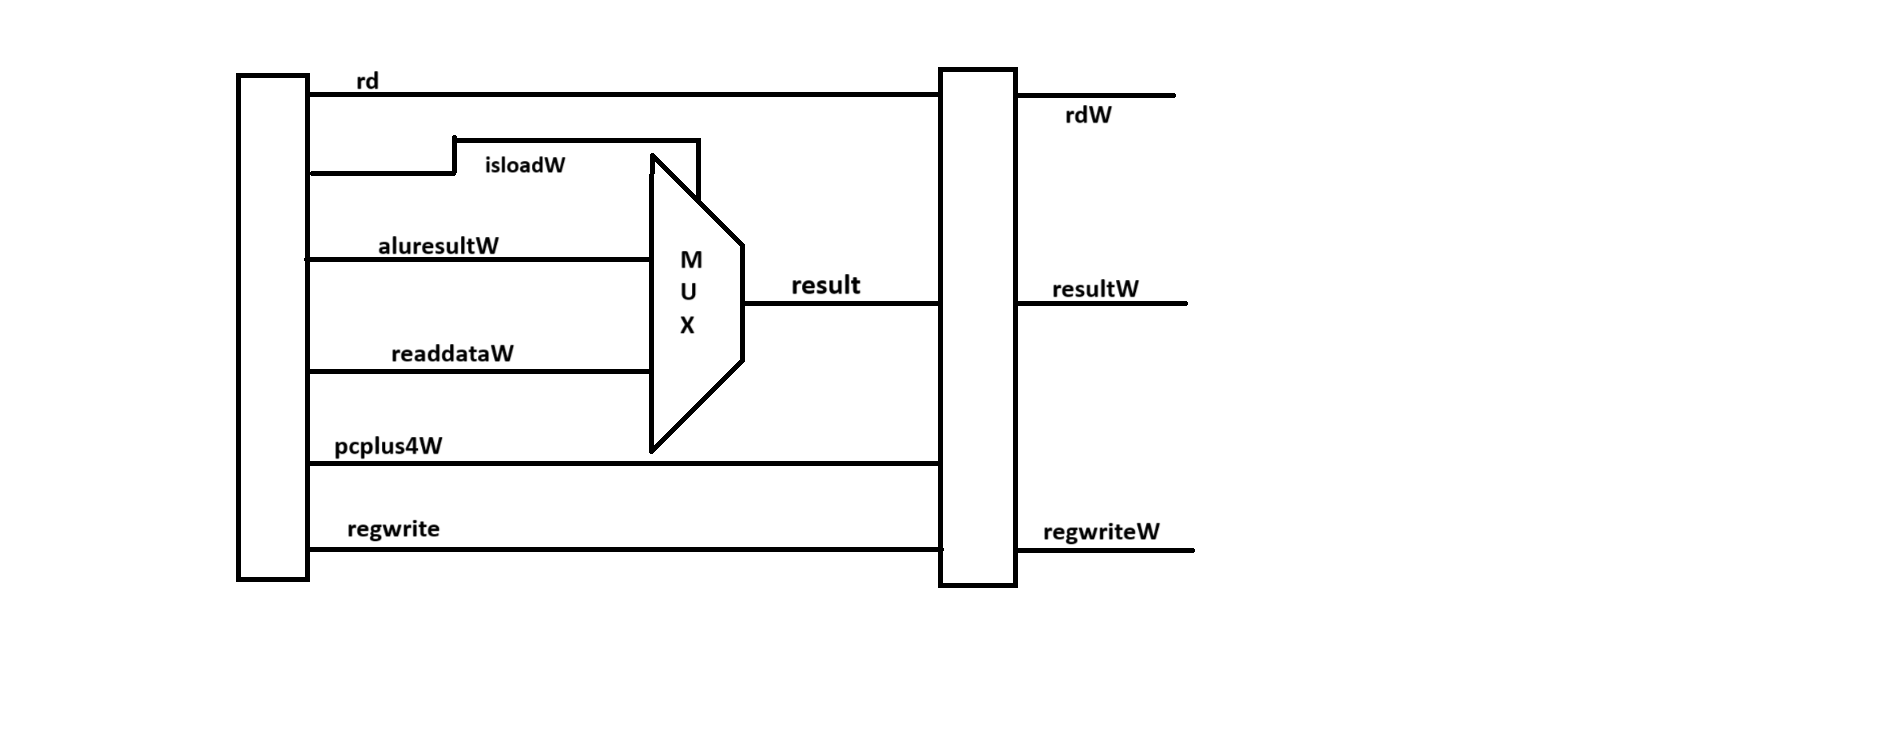 rd
rdW
isloadW
aluresultW
M
U
X
result
resultW
readdataW
pcplus4W
regwrite
regwriteW